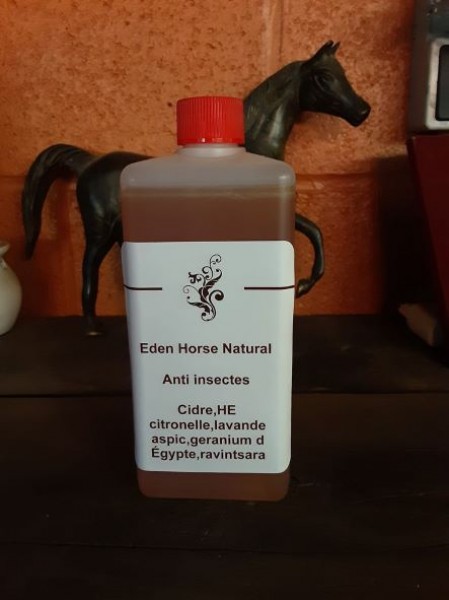 Eden Horse Natural
Anti insectes
Cidre,HE
citronelle,lavande
aspic,geranium d
Égypte,ravintsara